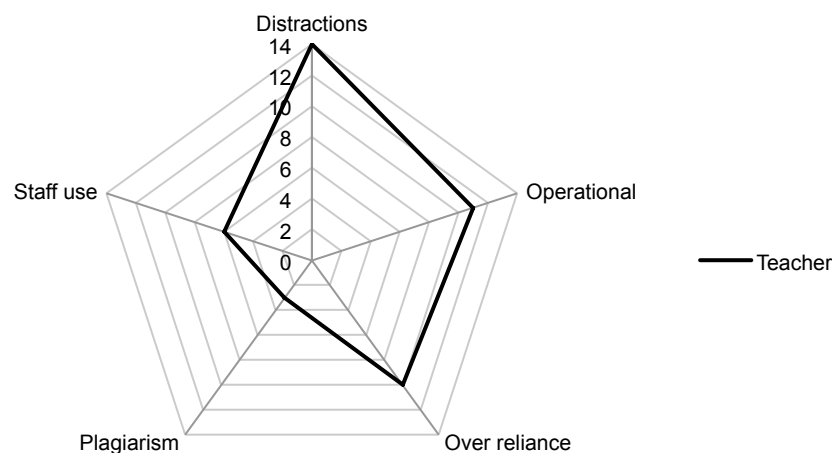 Distractions
14
12
10
8
6
4
2
0
Staff use
Operational
Teacher
Plagiarism
Over reliance